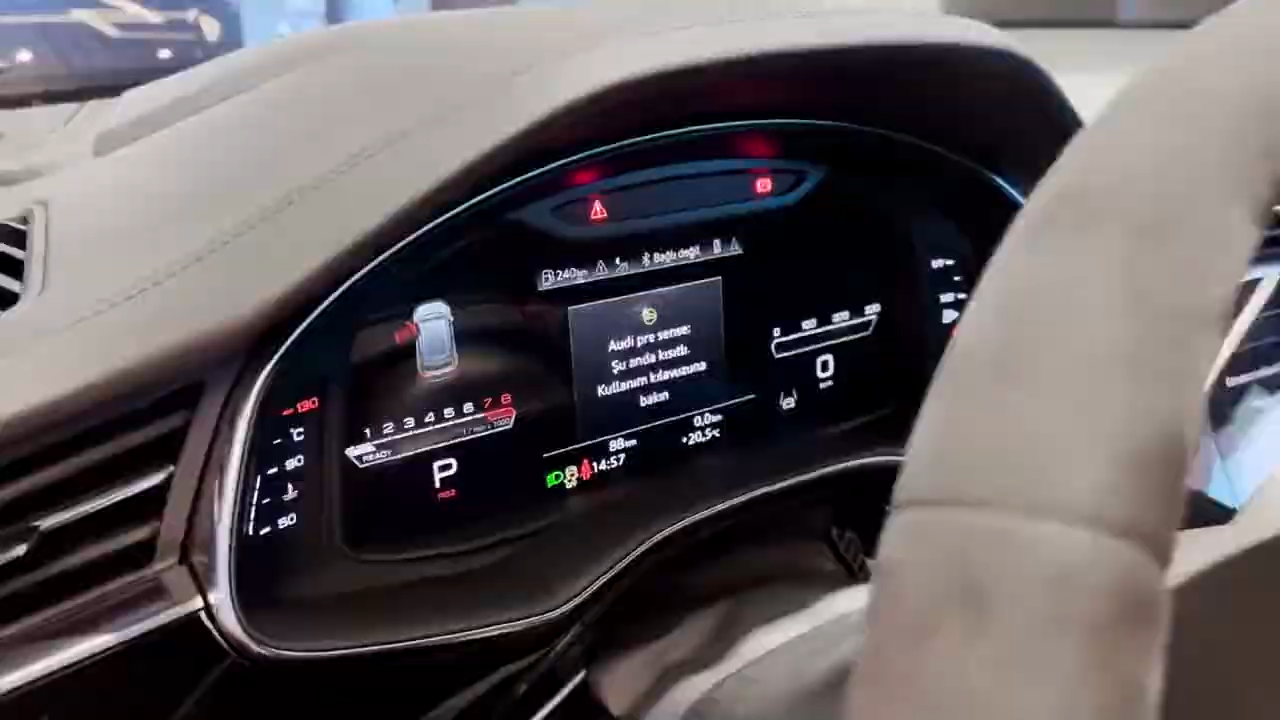 240km
Bağlı değil
Audi pre sense:
Şu anda kısıtlı.
Kullanım kılavuzuna
bakın
130
°C
90
50
1 2 3 4 5 6 7 8
READY
P
0
88km
0,0km
14:57
+20,5°C